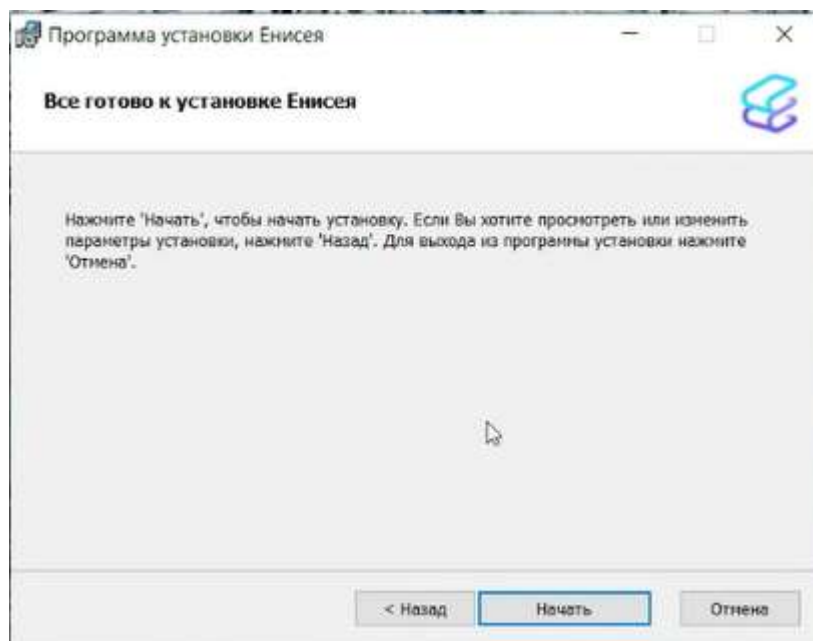 Программа установки Енисея
Все готово к установке Енисея
Нажмите 'Начать', чтобы начать установку. Если Вы хотите просмотреть или изменить
параметры установки, нажмите 'Назад'. Для выхода из программы установки нажмите
'Отмена'.
< Назад
Начать
Отмена